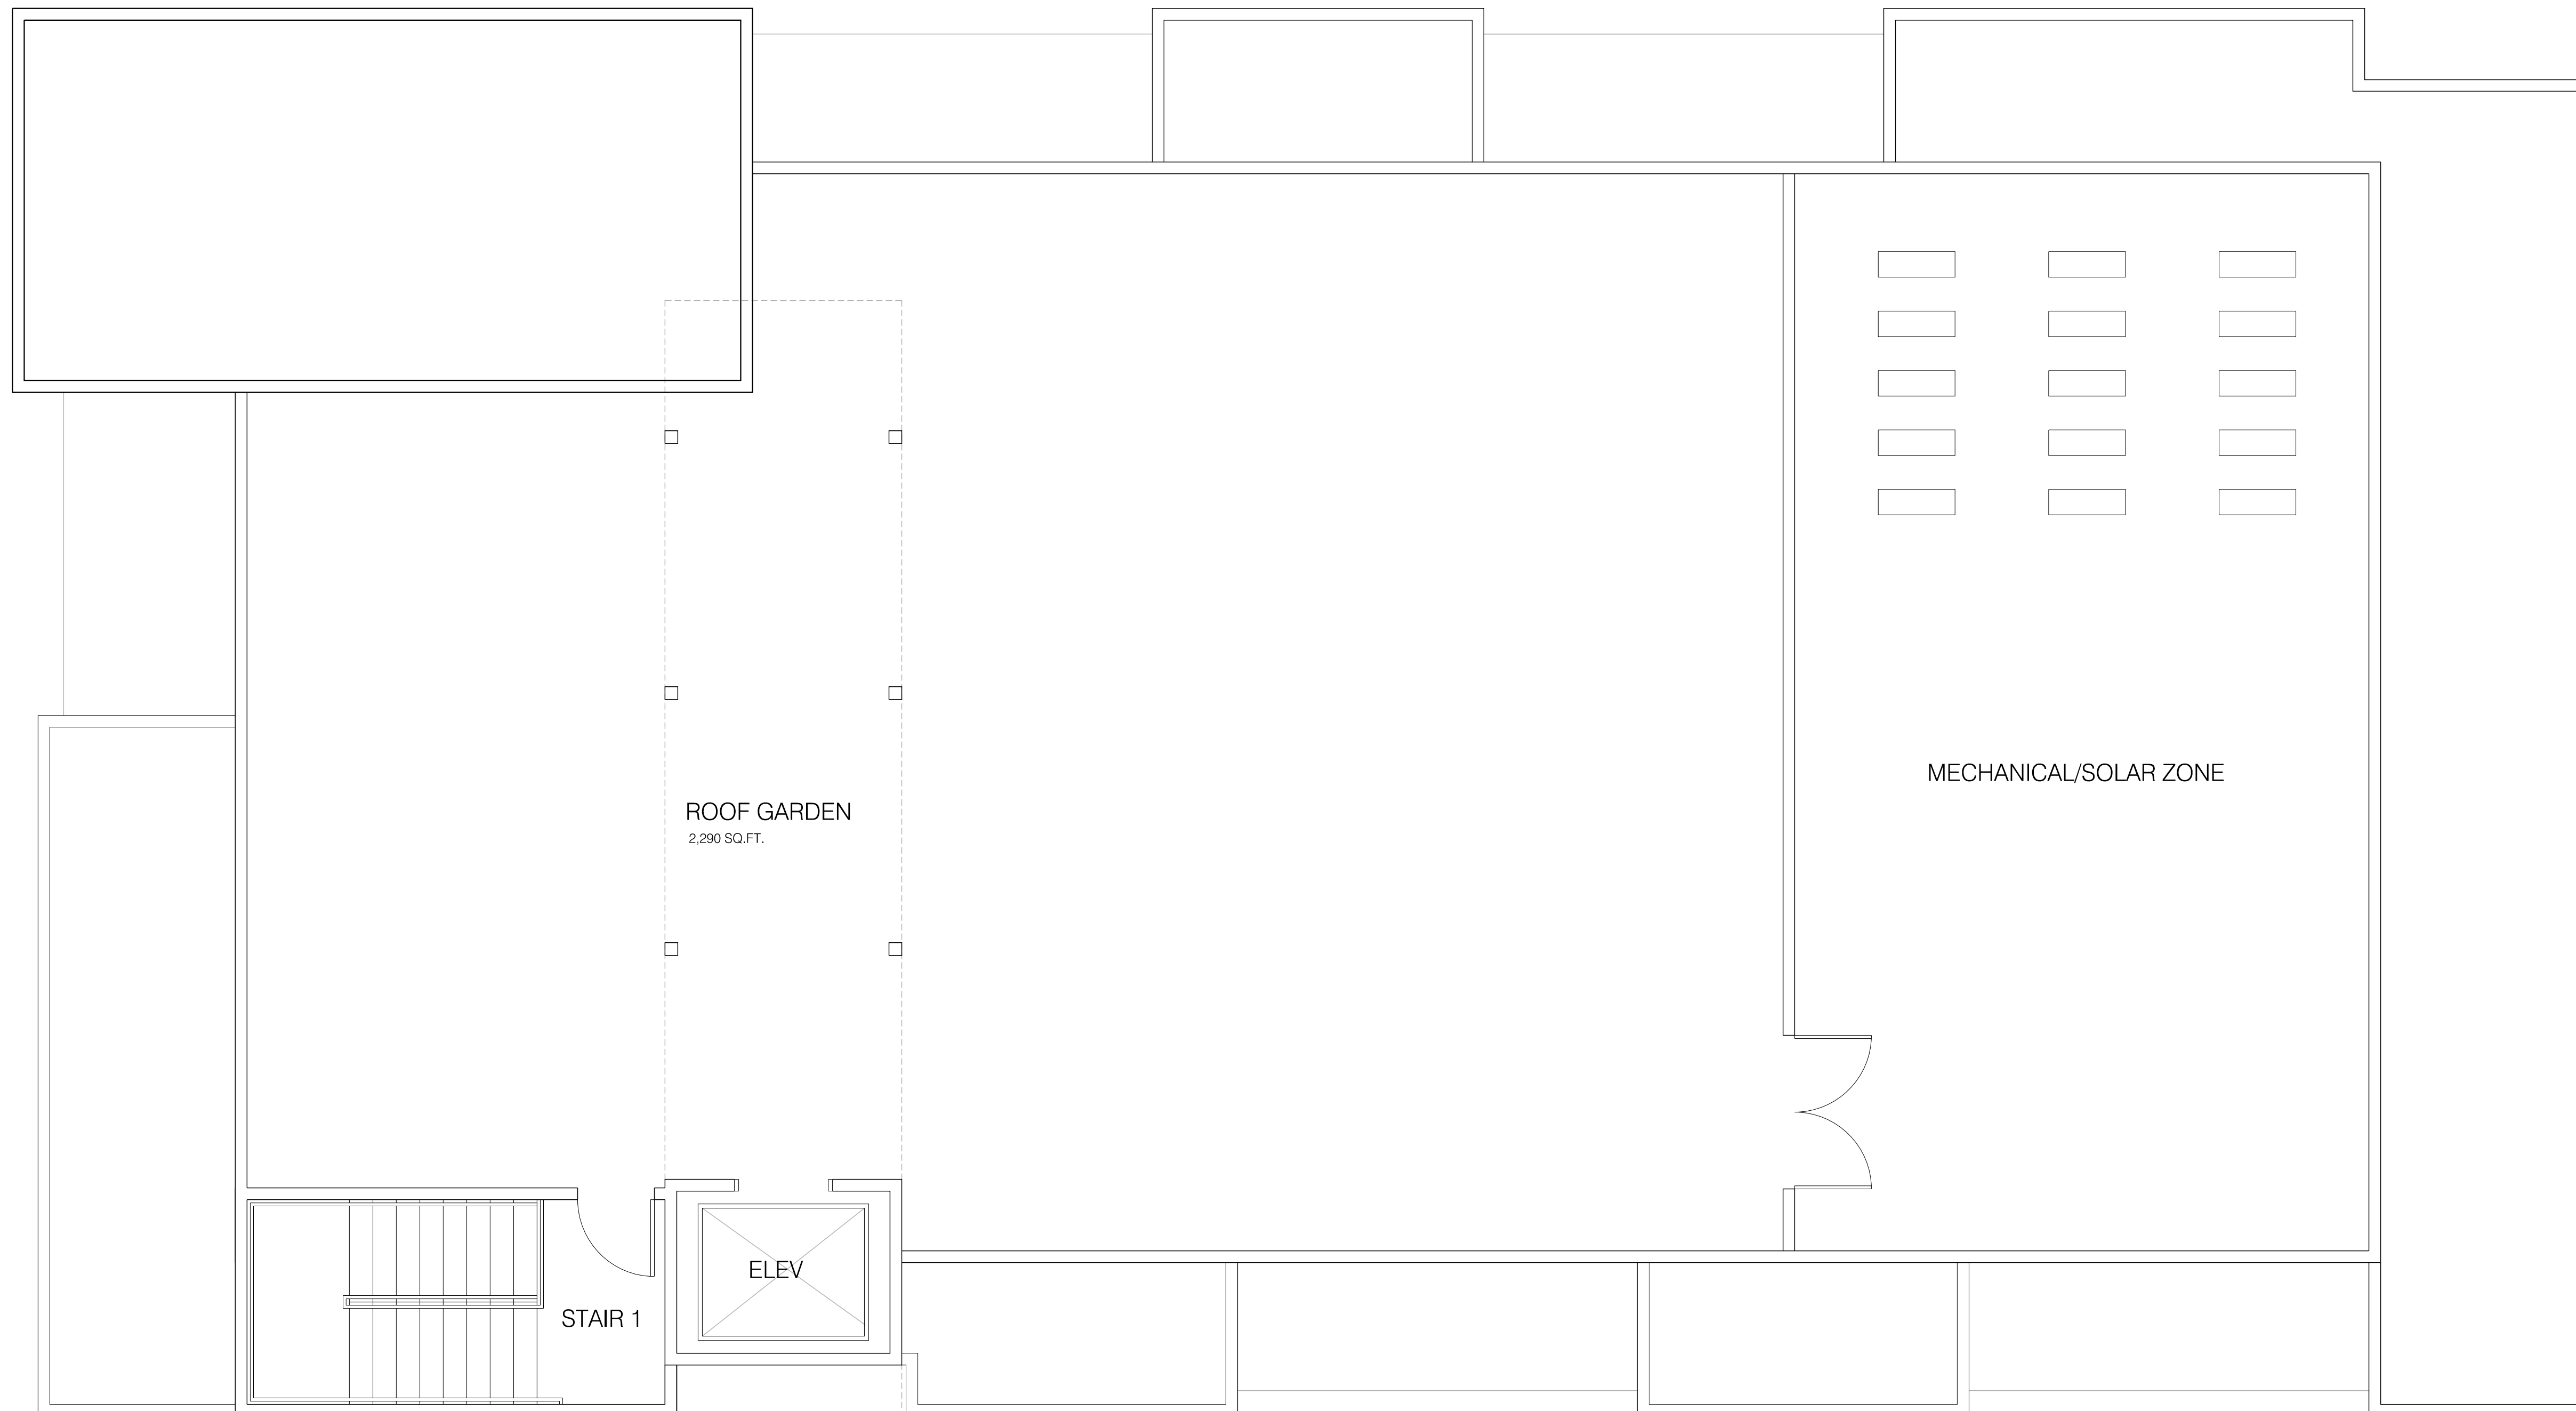 MECHANICAL/SOLAR ZONE
ROOF GARDEN
2,290 SQ.FT.
ELEV
STAIR 1